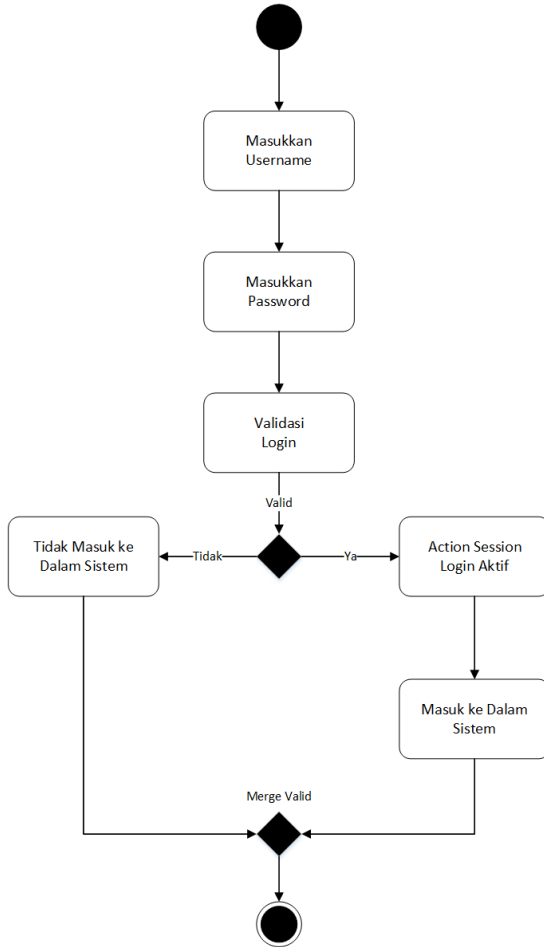 Masukkan
Username
Masukkan
Password
Validasi
Login
Valid
Tidak Masuk ke
Dalam Sistem
Tidak
Ya
Action Session
Login Aktif
Masuk ke Dalam
Sistem
Merge Valid